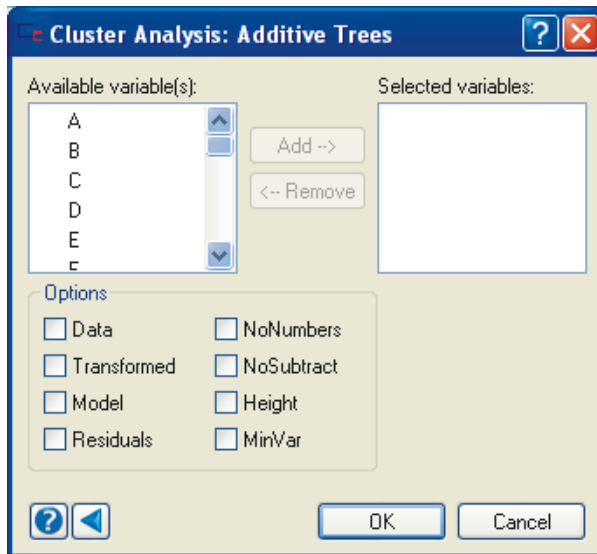 Cluster Analysis: Additive Trees
Available variable(s):
Selected variables:
A
B
C
D
E
Add -->
<-- Remove
Options
Data
NoNumbers
Transformed
NoSubtract
Model
Height
Residuals
MinVar
OK
Cancel